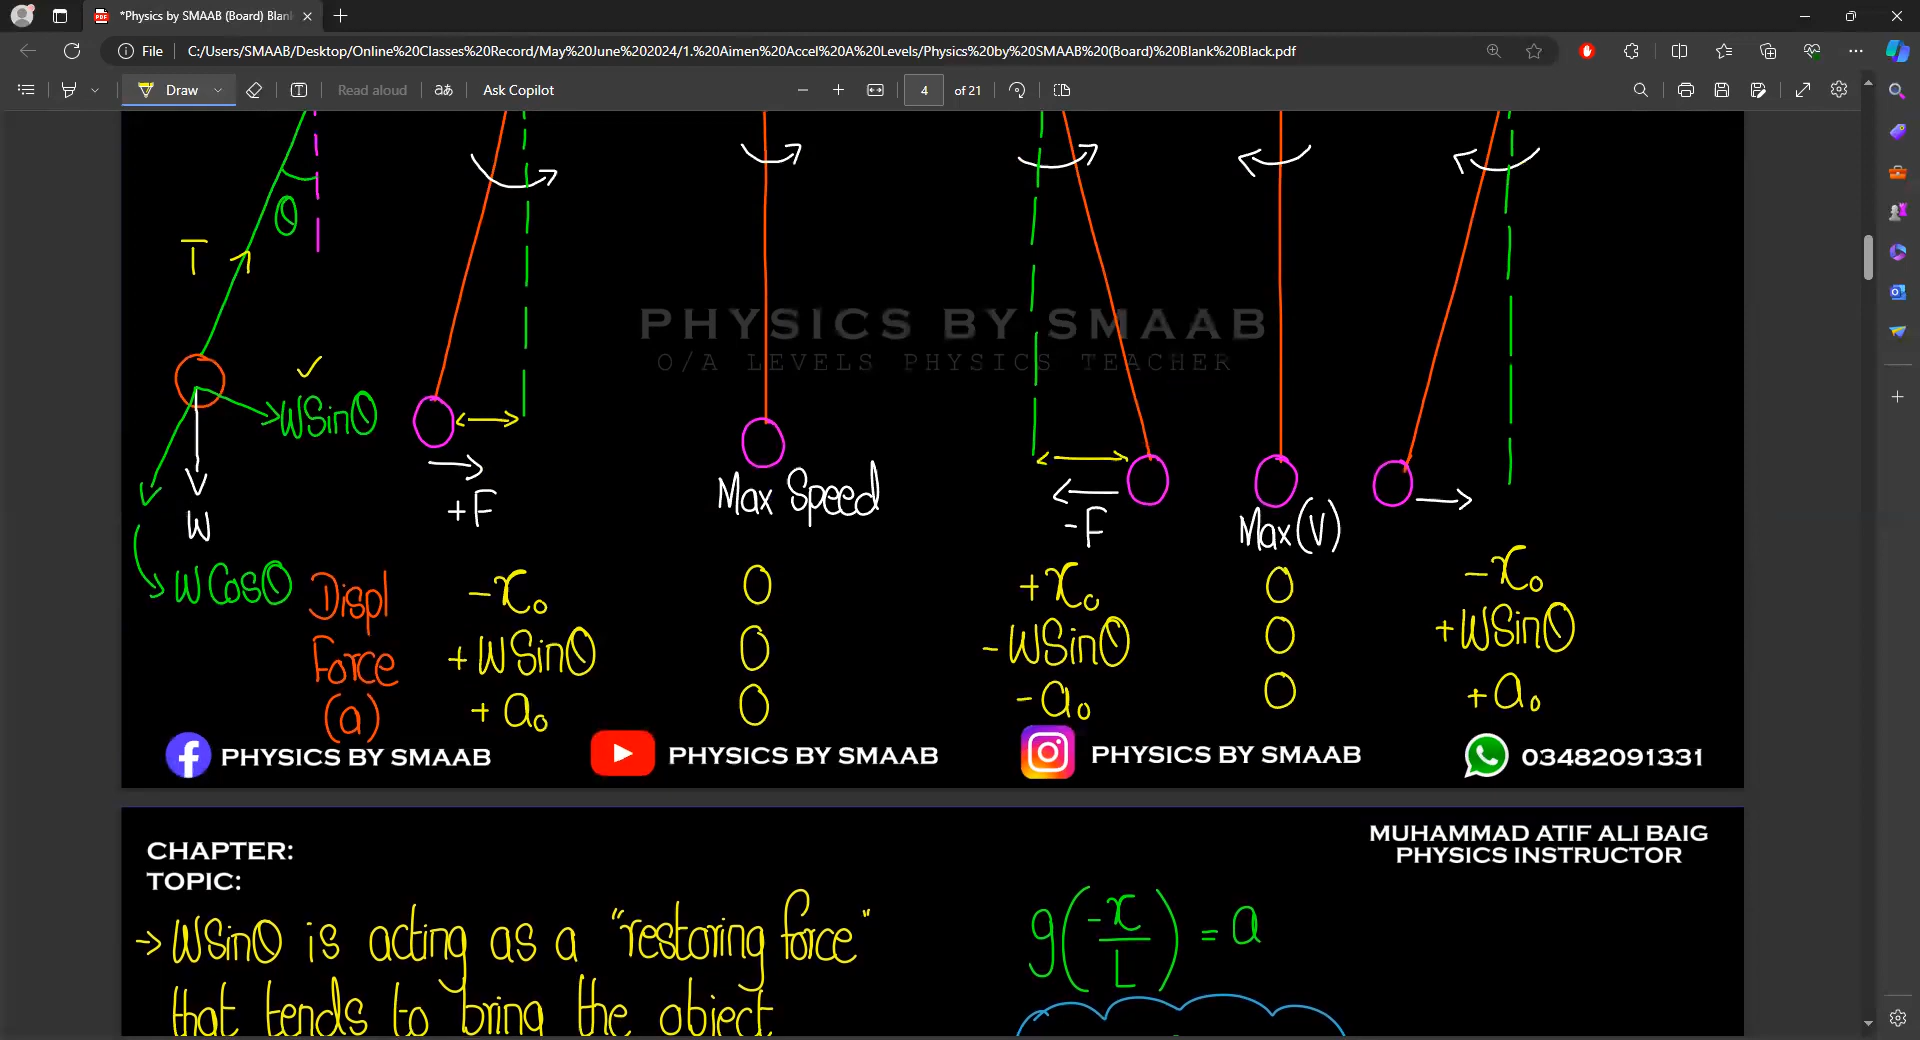 *Physics by SMAAB (Board) Blan
File C:/Users/SMAAB/Desktop/Online%20Classes%20Record/May%20June%202024/1.%20Aimen%20Accel%20A%20Levels/Physics%20by%20SMAAB%20(Board)%20Blank%20Black.pdf
Draw Read aloud aあ Ask Copilot 4 of 21
θ
T
PHYSICS BY SMAAB
O/A LEVELS PHYSICS TEACHER
WSinθ
W
+F
Max Speed
-F
Max(V)
WCosθ
Displ -x₀ 0 +x₀ 0 -x₀
Force +WSinθ 0 -WSinθ 0 +WSinθ
(a) +a₀ 0 -a₀ 0 +a₀
PHYSICS BY SMAAB PHYSICS BY SMAAB PHYSICS BY SMAAB 03482091331
MUHAMMAD ATIF ALI BAIG
PHYSICS INSTRUCTOR
CHAPTER:
TOPIC:
→ WSinθ is acting as a "restoring force"
that tends to bring the object
g(-x/L) = a